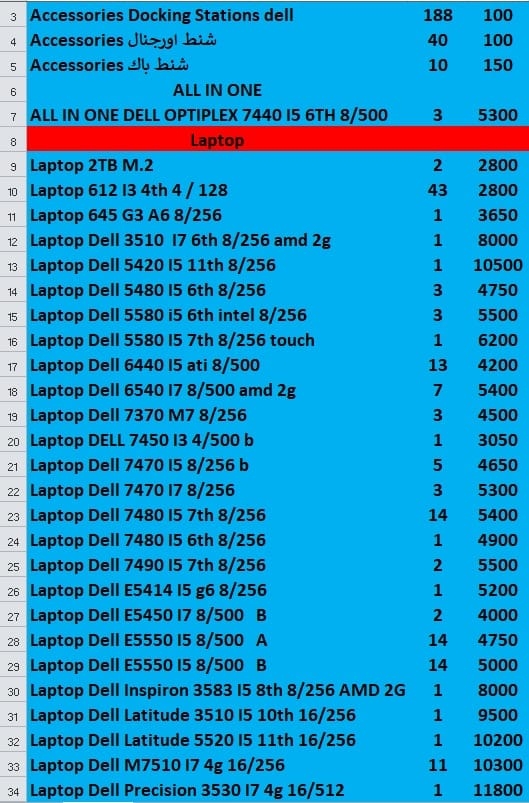 3 Accessories Docking Stations dell 188 100
4 Accessories شنط اورجنال 40 100
5 Accessories شنط باك 10 150
6 ALL IN ONE
7 ALL IN ONE DELL OPTIPLEX 7440 I5 6TH 8/500 3 5300
8 Laptop
9 Laptop 2TB M.2 2 2800
10 Laptop 612 I3 4th 4 / 128 43 2800
11 Laptop 645 G3 A6 8/256 1 3650
12 Laptop Dell 3510 I7 6th 8/256 amd 2g 1 8000
13 Laptop Dell 5420 I5 11th 8/256 1 10500
14 Laptop Dell 5480 I5 6th 8/256 3 4750
15 Laptop Dell 5580 i5 6th intel 8/256 3 5500
16 Laptop Dell 5580 I5 7th 8/256 touch 1 6200
17 Laptop Dell 6440 I5 ati 8/500 13 4200
18 Laptop Dell 6540 I7 8/500 amd 2g 7 5400
19 Laptop Dell 7370 M7 8/256 3 4500
20 Laptop DELL 7450 I3 4/500 b 1 3050
21 Laptop Dell 7470 I5 8/256 b 5 4650
22 Laptop Dell 7470 I7 8/256 3 5300
23 Laptop Dell 7480 I5 7th 8/256 14 5400
24 Laptop Dell 7480 I5 6th 8/256 1 4900
25 Laptop Dell 7490 I5 7th 8/256 2 5500
26 Laptop Dell E5414 I5 g6 8/256 1 5200
27 Laptop Dell E5450 I7 8/500 B 2 4000
28 Laptop Dell E5550 I5 8/500 A 14 4750
29 Laptop Dell E5550 I5 8/500 B 14 5000
30 Laptop Dell Inspiron 3583 I5 8th 8/256 AMD 2G 1 8000
31 Laptop Dell Latitude 3510 I5 10th 16/256 1 9500
32 Laptop Dell Latitude 5520 I5 11th 16/256 1 10200
33 Laptop Dell M7510 I7 4g 16/256 11 10300
34 Laptop Dell Precision 3530 I7 4g 16/512 1 11800